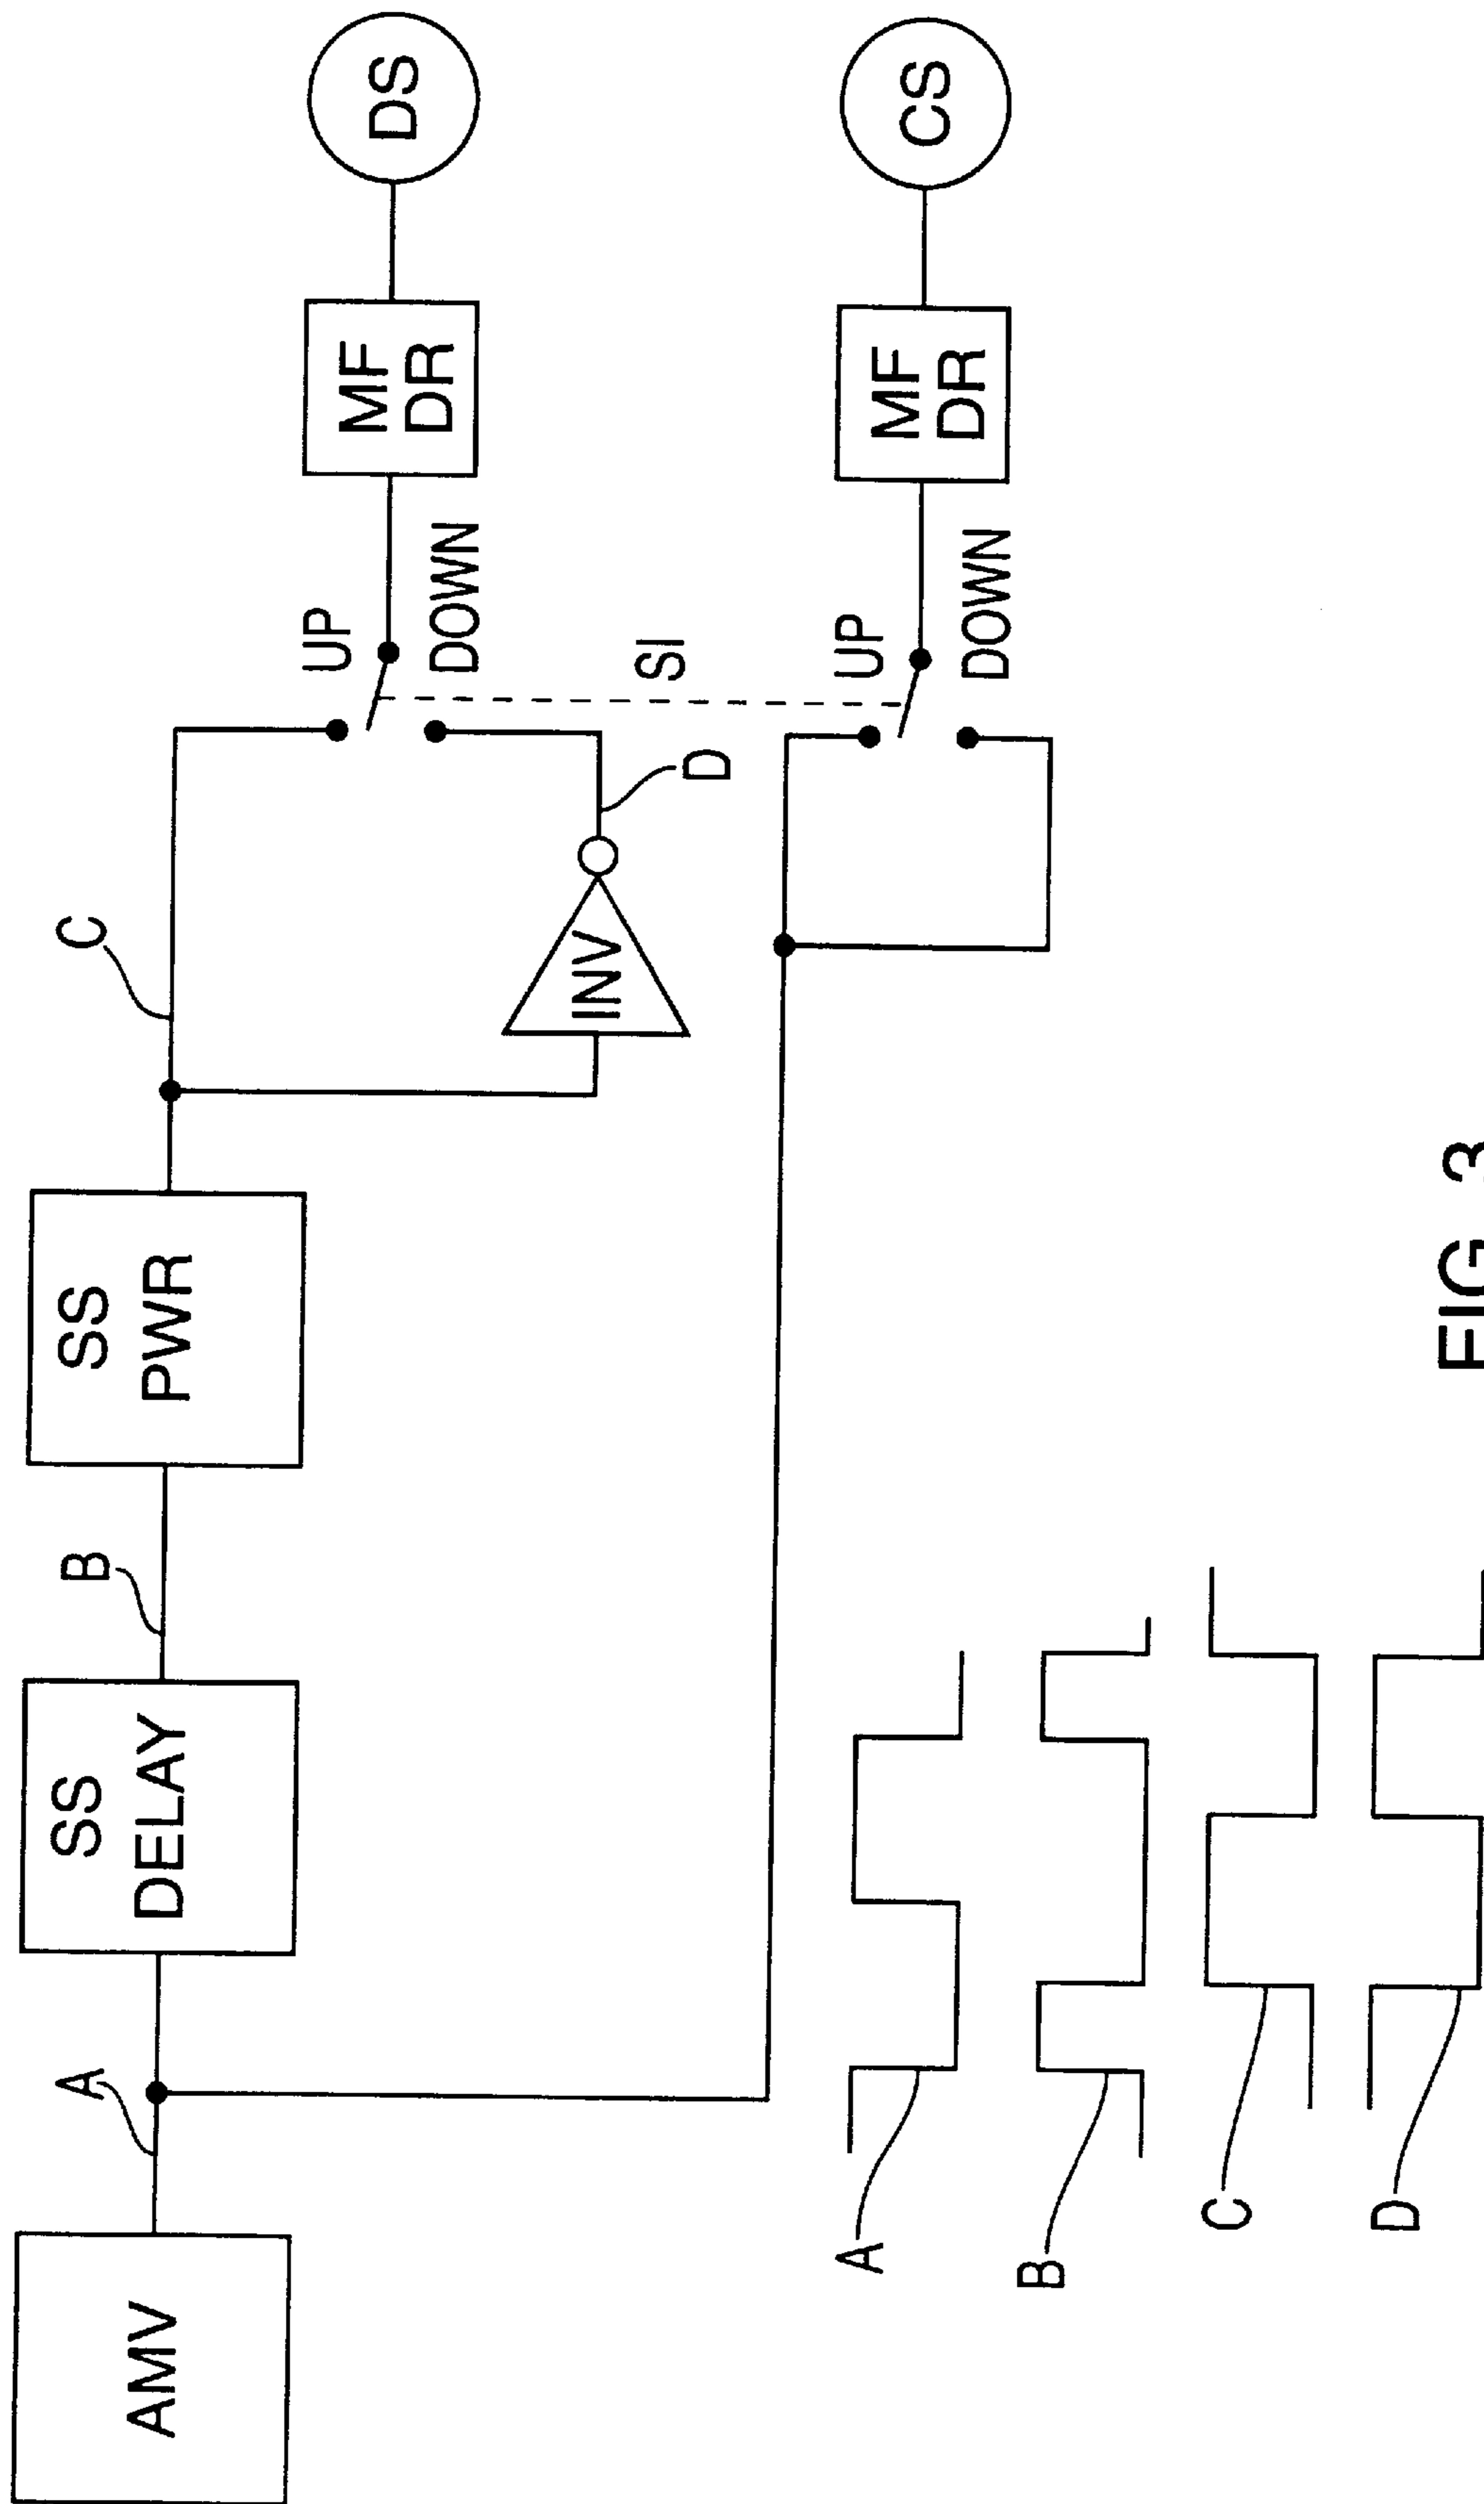 AMV
A
SS
DELAY
B
SS
PWR
C
INV
D
UP
DOWN
SI
UP
DOWN
MF
DR
MF
DR
DS
CS
A
B
C
D
FIG. 3